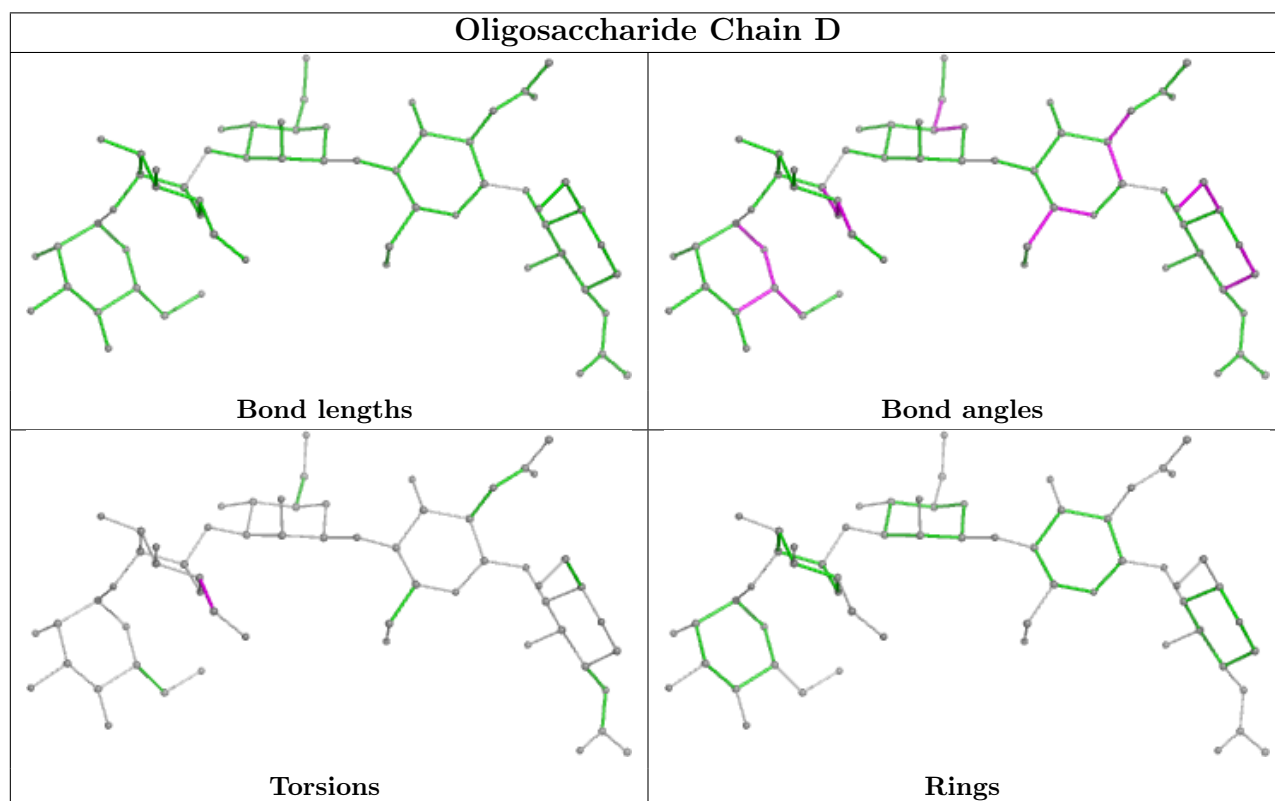 Oligosaccharide Chain D
Bond lengths
Bond angles
Torsions
Rings